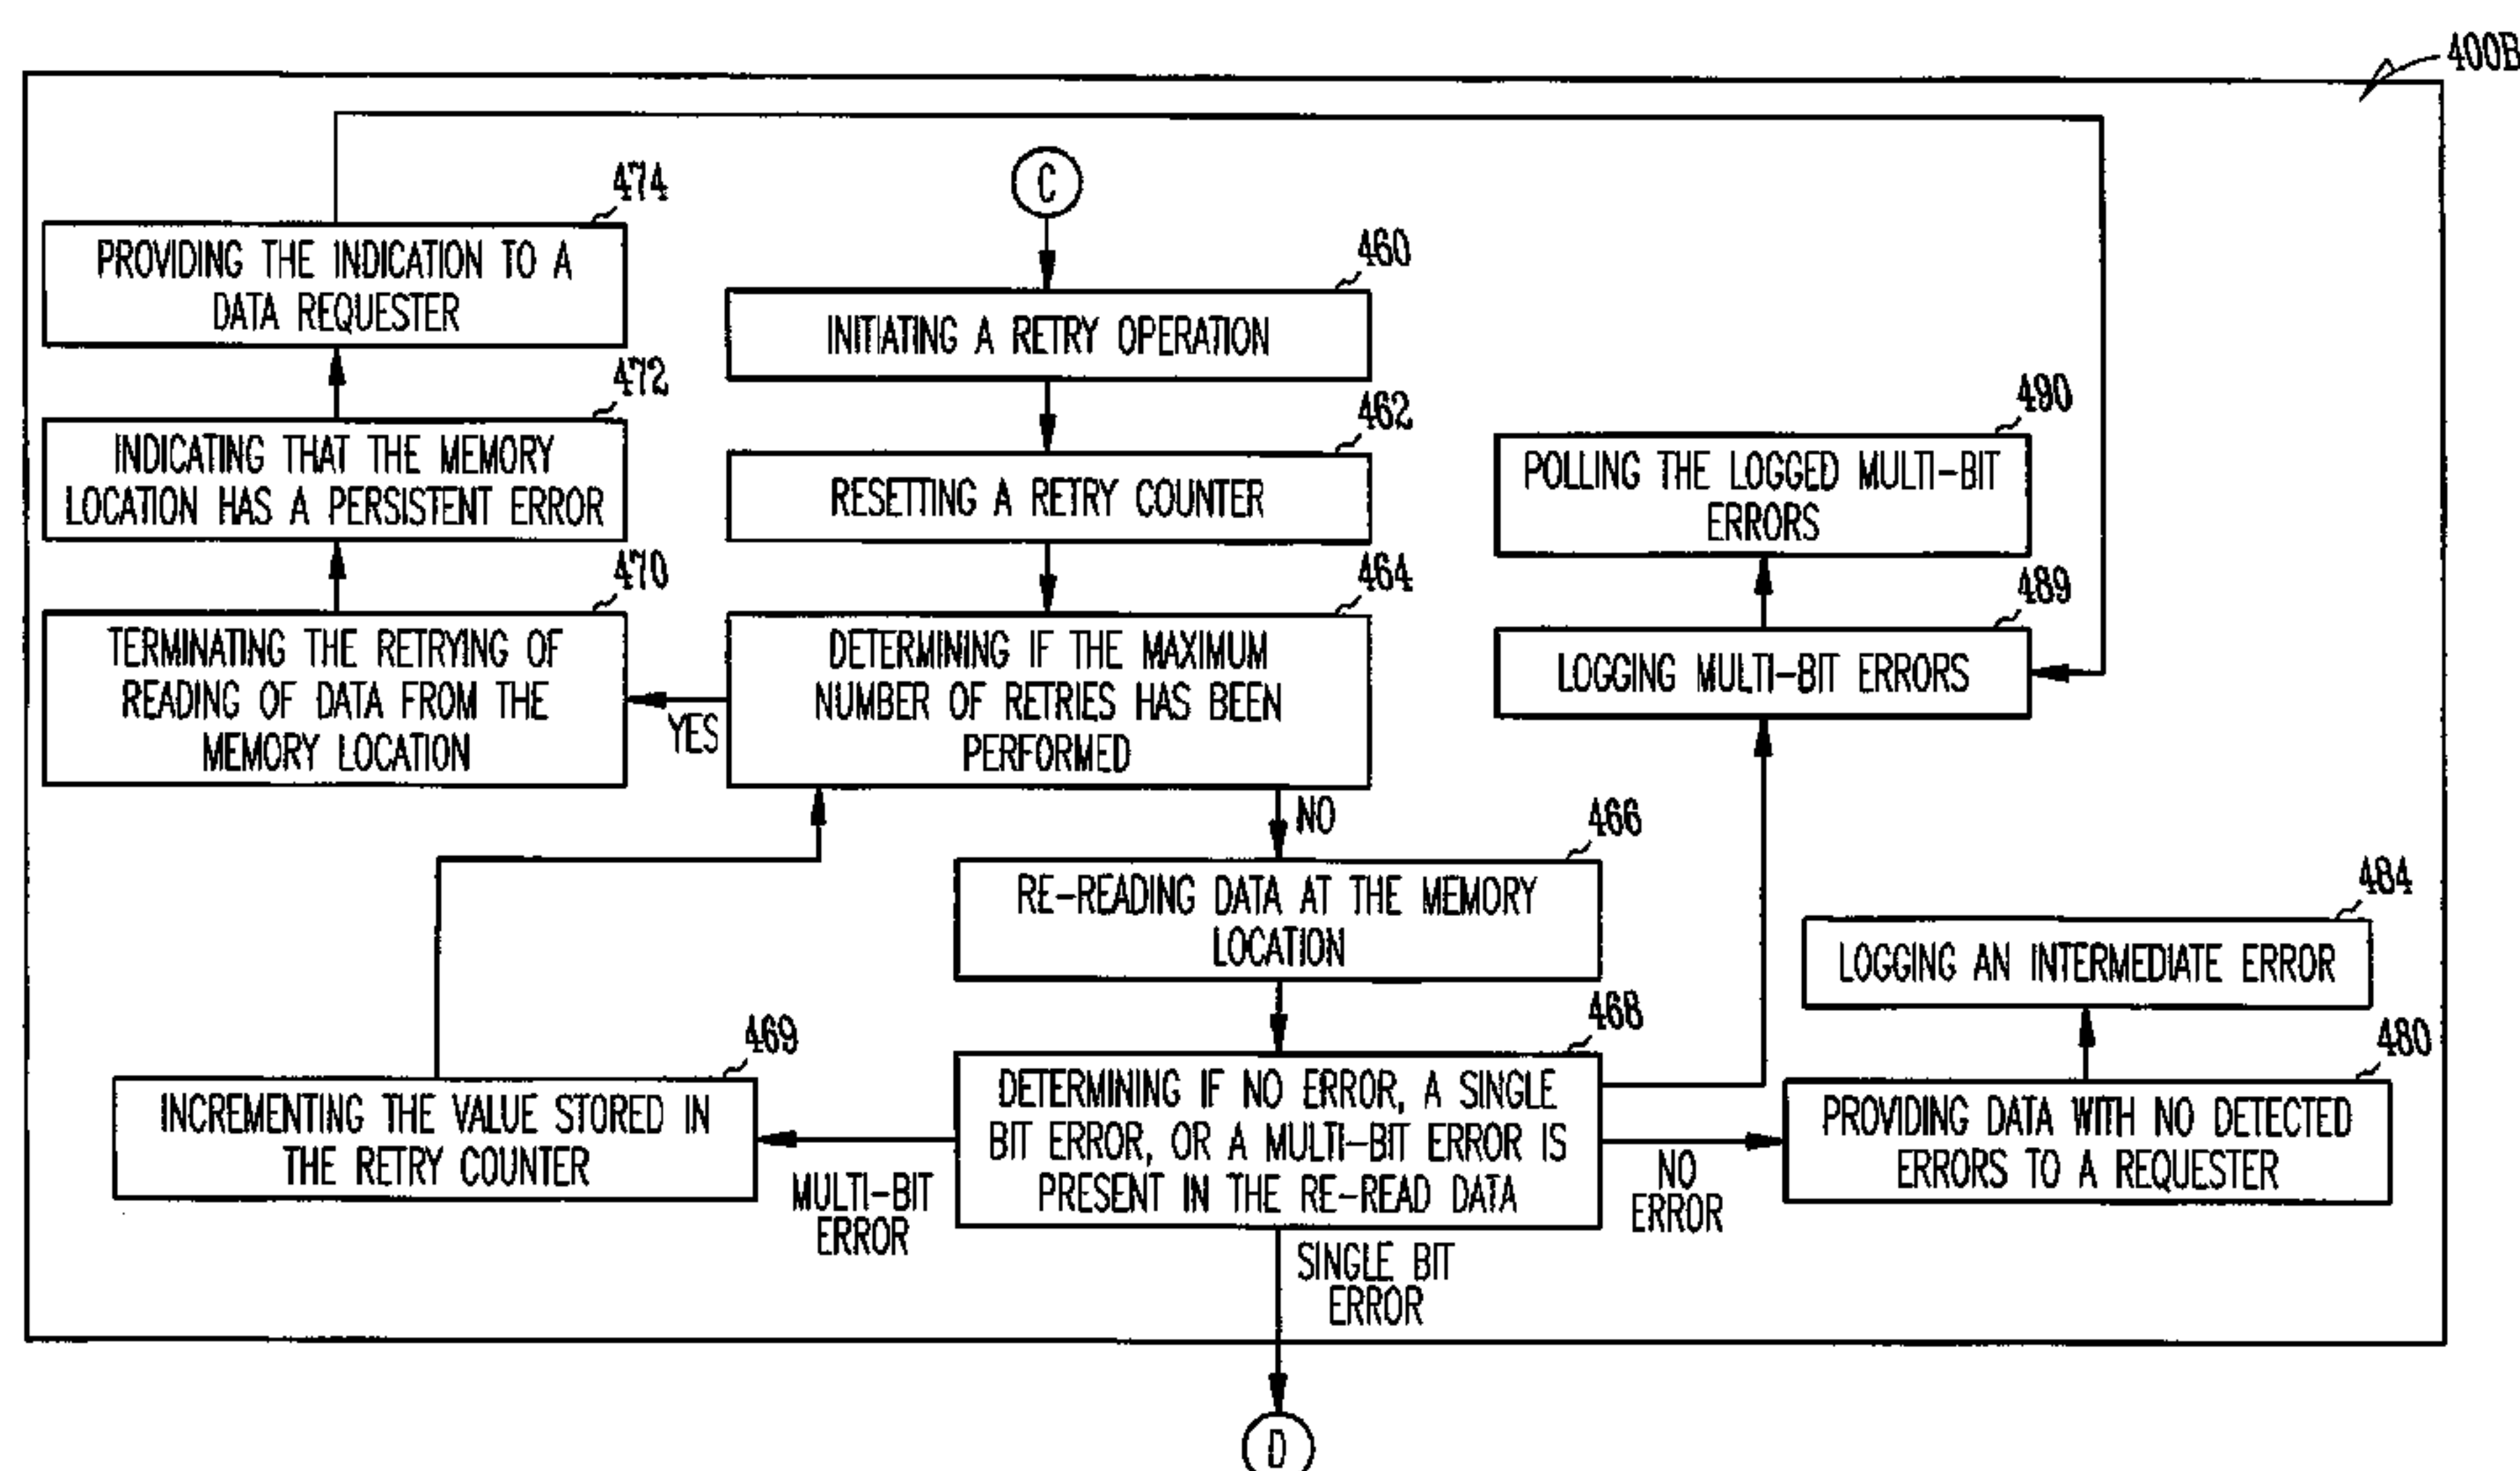 400B
C
474
PROVIDING THE INDICATION TO A
DATA REQUESTER
460
INITIATING A RETRY OPERATION
472
INDICATING THAT THE MEMORY
LOCATION HAS A PERSISTENT ERROR
462
RESETTING A RETRY COUNTER
490
POLLING THE LOGGED MULTI-BIT
ERRORS
470
TERMINATING THE RETRYING OF
READING OF DATA FROM THE
MEMORY LOCATION
YES
464
DETERMINING IF THE MAXIMUM
NUMBER OF RETRIES HAS BEEN
PERFORMED
NO
489
LOGGING MULTI-BIT ERRORS
466
RE-READING DATA AT THE MEMORY
LOCATION
484
LOGGING AN INTERMEDIATE ERROR
469
INCREMENTING THE VALUE STORED IN
THE RETRY COUNTER
MULTI-BIT
ERROR
468
DETERMINING IF NO ERROR, A SINGLE
BIT ERROR, OR A MULTI-BIT ERROR IS
PRESENT IN THE RE-READ DATA
NO
ERROR
480
PROVIDING DATA WITH NO DETECTED
ERRORS TO A REQUESTER
SINGLE BIT
ERROR
D